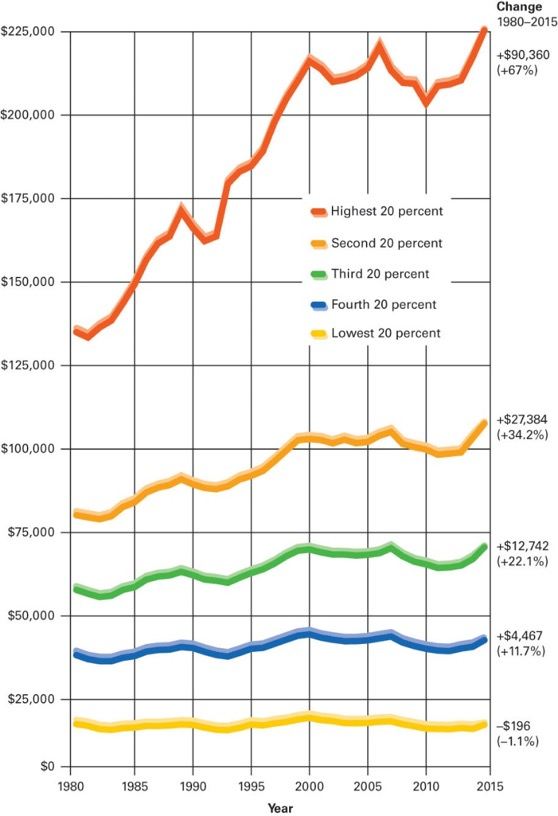 Change
1980–2015
$225,000
+$90,360
(+67%)
$200,000
$175,000
Highest 20 percent
Second 20 percent
Third 20 percent
Fourth 20 percent
Lowest 20 percent
$150,000
$125,000
+$27,384
(+34.2%)
$100,000
$75,000
+$12,742
(+22.1%)
$50,000
+$4,467
(+11.7%)
$25,000
–$196
(–1.1%)
$0
1980 1985 1990 1995 2000 2005 2010 2015
Year